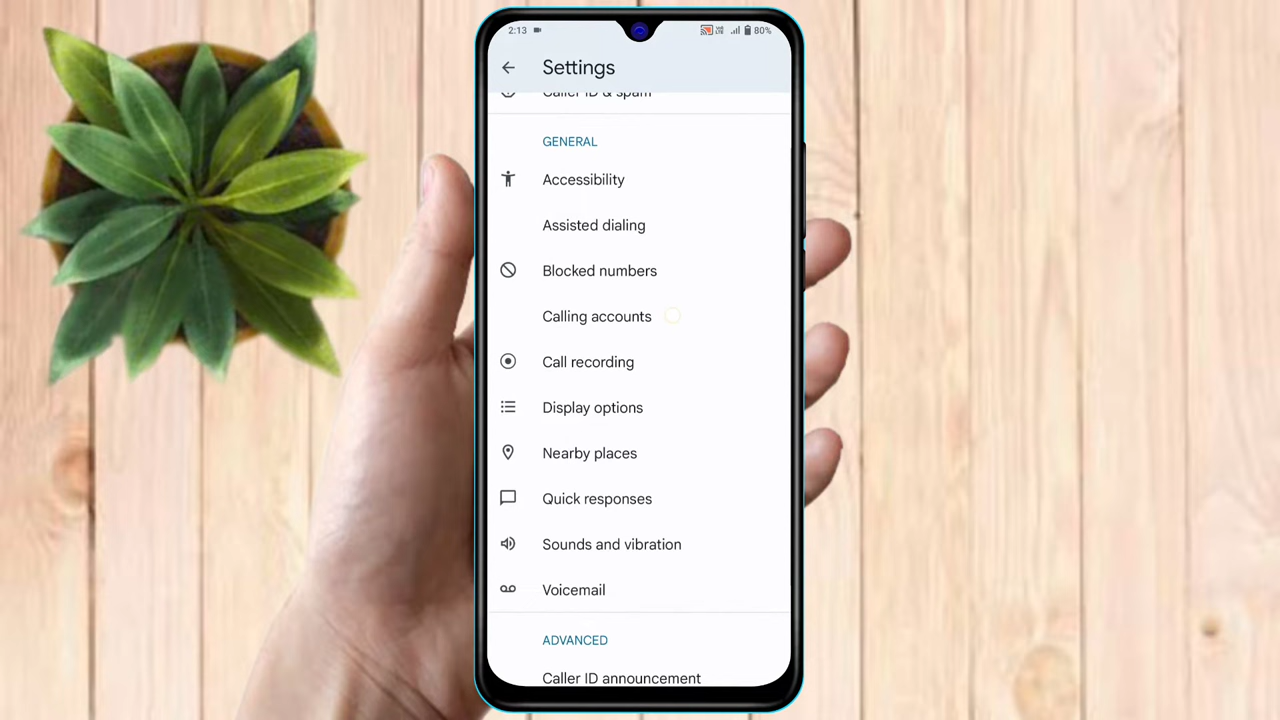 2:13
80%
Settings
Caller ID & spam
GENERAL
Accessibility
Assisted dialing
Blocked numbers
Calling accounts
Call recording
Display options
Nearby places
Quick responses
Sounds and vibration
Voicemail
ADVANCED
Caller ID announcement